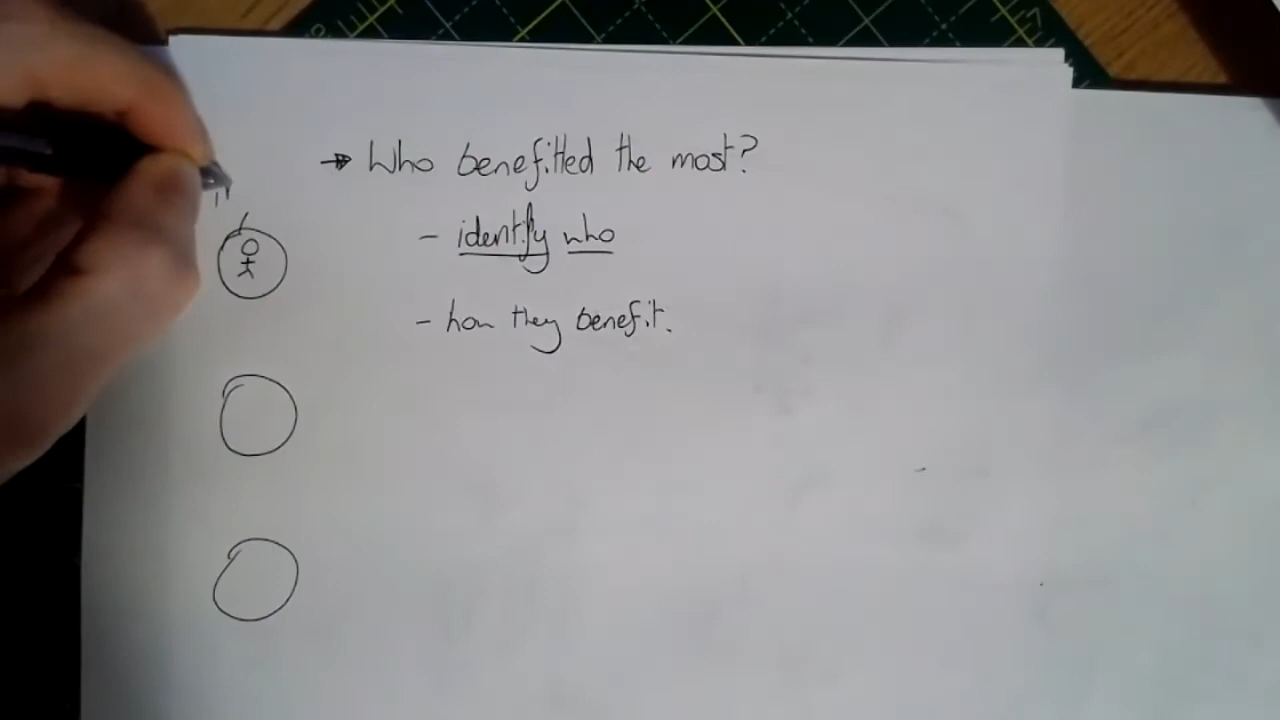 → Who benefitted the most?
- identify who
- how they benefit.